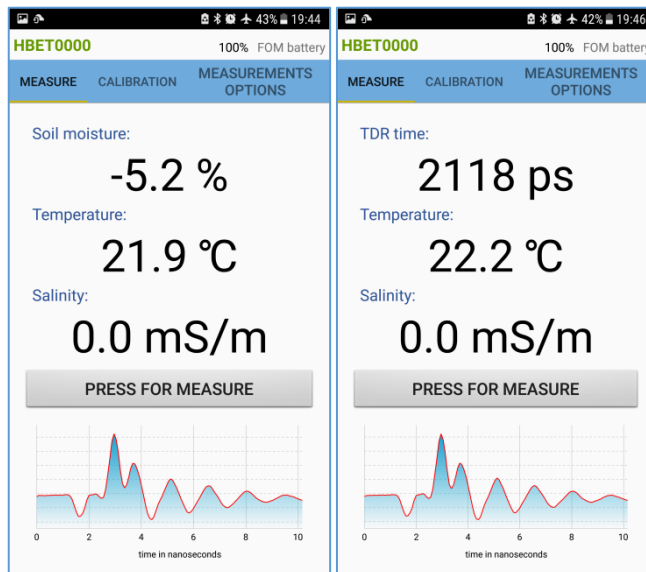 43% 19:44
HBET0000 100% FOM battery
MEASURE CALIBRATION MEASUREMENTS
OPTIONS
Soil moisture:
-5.2 %
Temperature:
21.9 °C
Salinity:
0.0 mS/m
PRESS FOR MEASURE
0 2 4 6 8 10
time in nanoseconds
42% 19:46
HBET0000 100% FOM battery
MEASURE CALIBRATION MEASUREMENTS
OPTIONS
TDR time:
2118 ps
Temperature:
22.2 °C
Salinity:
0.0 mS/m
PRESS FOR MEASURE
0 2 4 6 8 10
time in nanoseconds